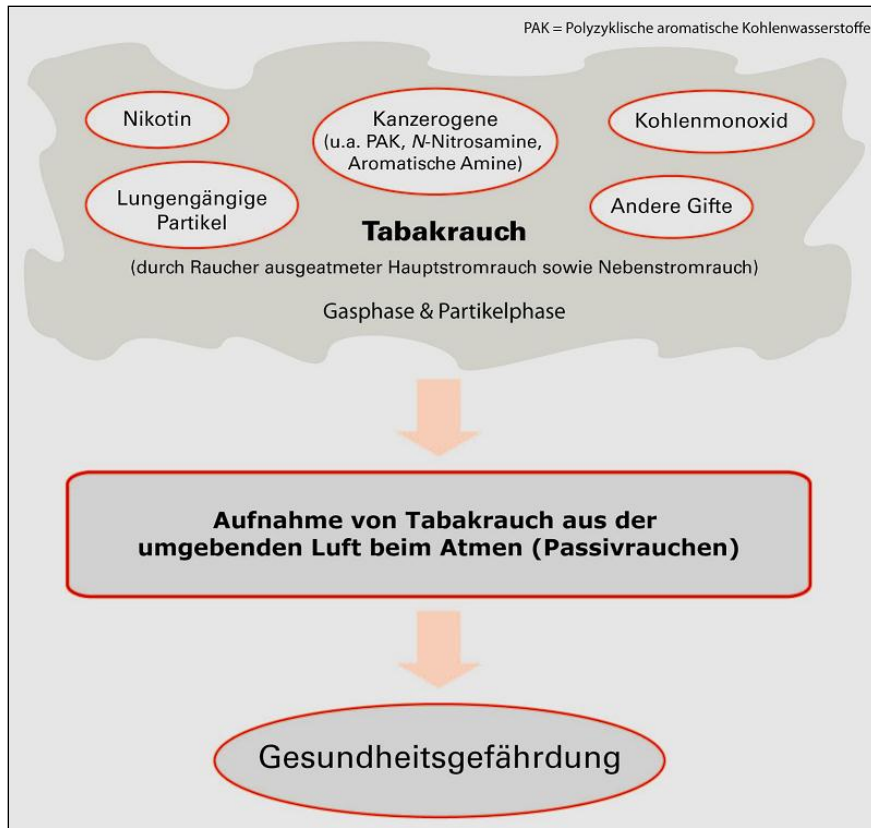 PAK = Polyzyklische aromatische Kohlenwasserstoffe
Nikotin
Kanzerogene
(u.a. PAK, N-Nitrosamine,
Aromatische Amine)
Kohlenmonoxid
Lungengängige
Partikel
Andere Gifte
Tabakrauch
(durch Raucher ausgeatmeter Hauptstromrauch sowie Nebenstromrauch)
Gasphase & Partikelphase
Aufnahme von Tabakrauch aus der
umgebenden Luft beim Atmen (Passivrauchen)
Gesundheitsgefährdung